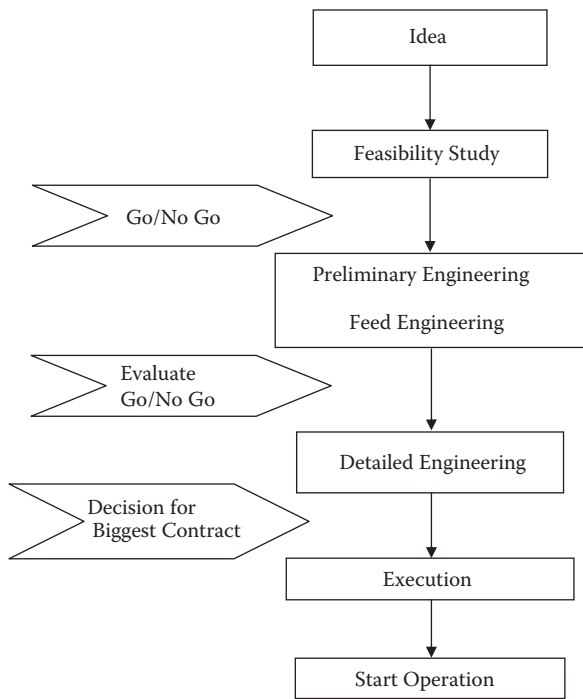 Idea
Feasibility Study
Go/No Go
Preliminary Engineering
Feed Engineering
Evaluate
Go/No Go
Detailed Engineering
Decision for
Biggest Contract
Execution
Start Operation